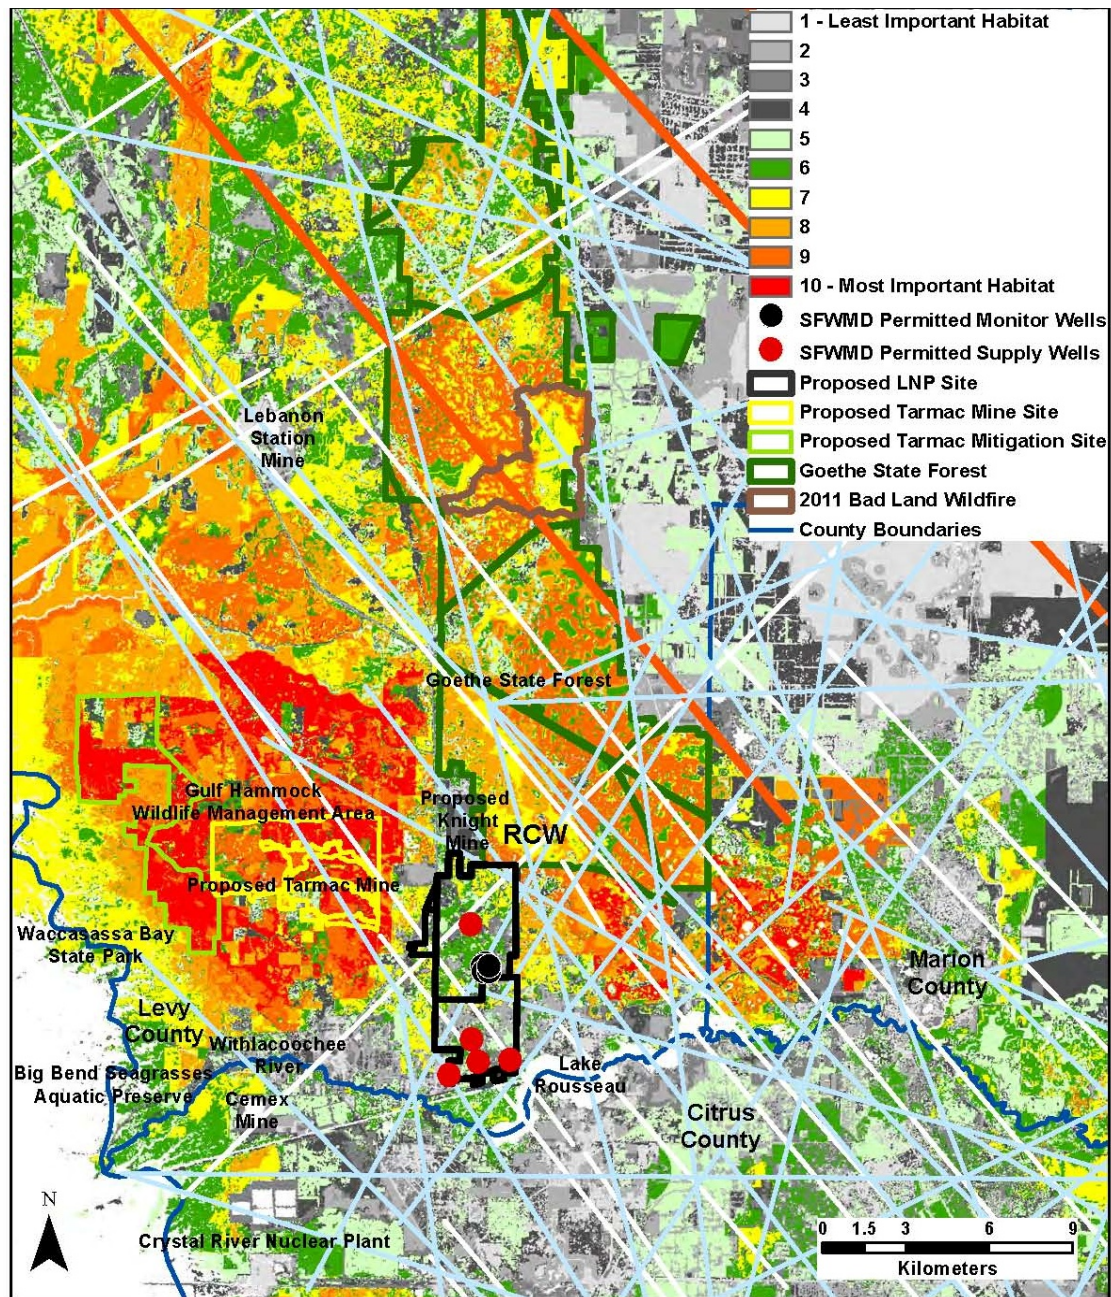 1 - Least Important Habitat
2
3
4
5
6
7
8
9
10 - Most Important Habitat
SFWMD Permitted Monitor Wells
SFWMD Permitted Supply Wells
Proposed LNP Site
Proposed Tarmac Mine Site
Proposed Tarmac Mitigation Site
Goethe State Forest
2011 Bad Land Wildfire
County Boundaries
Lebanon
Station
Mine
Goethe State Forest
Gulf Hammock
Wildlife Management Area
Proposed
Knight
Mine
RCW
Proposed Tarmac Mine
Waccasassa Bay
State Park
Marion
County
Levy
County
Withlacoochee
River
Lake
Rousseau
Big Bend Seagrasses
Aquatic Preserve
Cemex
Mine
Citrus
County
N
Crystal River Nuclear Plant
0 1.5 3 6 9
Kilometers